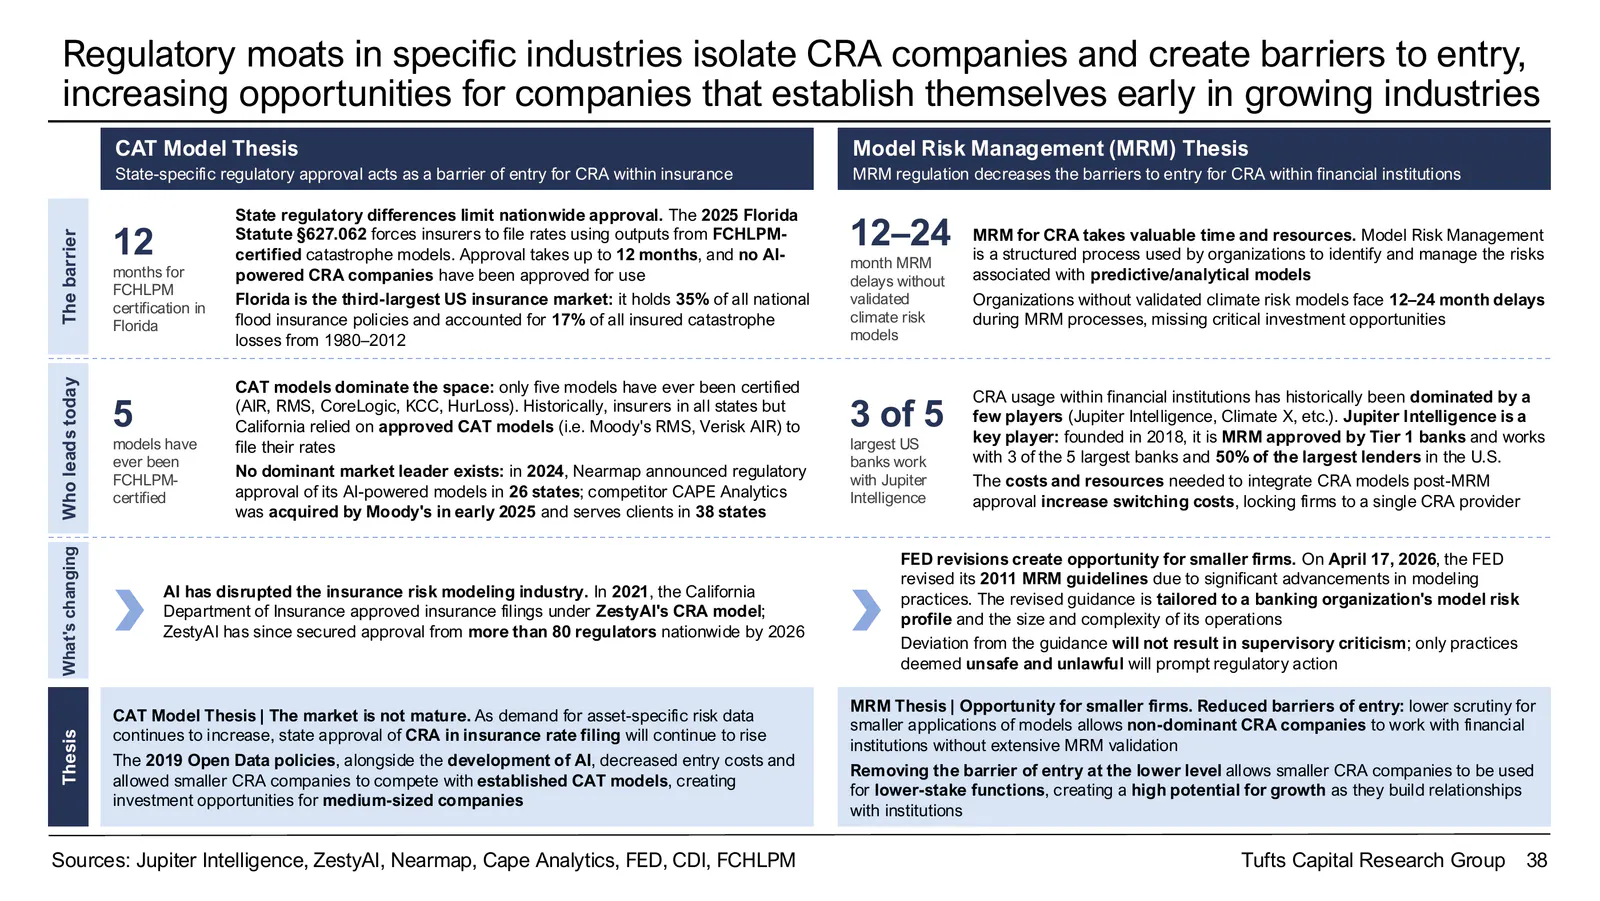 Regulatory moats in specific industries isolate CRA companies and create barriers to entry,
increasing opportunities for companies that establish themselves early in growing industries
CAT Model Thesis
State-specific regulatory approval acts as a barrier of entry for CRA within insurance
Model Risk Management (MRM) Thesis
MRM regulation decreases the barriers to entry for CRA within financial institutions
The barrier
12
months for
FCHLPM
certification in
Florida
State regulatory differences limit nationwide approval. The 2025 Florida
Statute §627.062 forces insurers to file rates using outputs from FCHLPM-
certified catastrophe models. Approval takes up to 12 months, and no AI-
powered CRA companies have been approved for use
Florida is the third-largest US insurance market: it holds 35% of all national
flood insurance policies and accounted for 17% of all insured catastrophe
losses from 1980–2012
12–24
month MRM
delays without
validated
climate risk
models
MRM for CRA takes valuable time and resources. Model Risk Management
is a structured process used by organizations to identify and manage the risks
associated with predictive/analytical models
Organizations without validated climate risk models face 12–24 month delays
during MRM processes, missing critical investment opportunities
Who leads today
5
models have
ever been
FCHLPM-
certified
CAT models dominate the space: only five models have ever been certified
(AIR, RMS, CoreLogic, KCC, HurLoss). Historically, insurers in all states but
California relied on approved CAT models (i.e. Moody's RMS, Verisk AIR) to
file their rates
No dominant market leader exists: in 2024, Nearmap announced regulatory
approval of its AI-powered models in 26 states; competitor CAPE Analytics
was acquired by Moody's in early 2025 and serves clients in 38 states
3 of 5
largest US
banks work
with Jupiter
Intelligence
CRA usage within financial institutions has historically been dominated by a
few players (Jupiter Intelligence, Climate X, etc.). Jupiter Intelligence is a
key player: founded in 2018, it is MRM approved by Tier 1 banks and works
with 3 of the 5 largest banks and 50% of the largest lenders in the U.S.
The costs and resources needed to integrate CRA models post-MRM
approval increase switching costs, locking firms to a single CRA provider
What's changing
AI has disrupted the insurance risk modeling industry. In 2021, the California
Department of Insurance approved insurance filings under ZestyAI's CRA model;
ZestyAI has since secured approval from more than 80 regulators nationwide by 2026
FED revisions create opportunity for smaller firms. On April 17, 2026, the FED
revised its 2011 MRM guidelines due to significant advancements in modeling
practices. The revised guidance is tailored to a banking organization's model risk
profile and the size and complexity of its operations
Deviation from the guidance will not result in supervisory criticism; only practices
deemed unsafe and unlawful will prompt regulatory action
Thesis
CAT Model Thesis | The market is not mature. As demand for asset-specific risk data
continues to increase, state approval of CRA in insurance rate filing will continue to rise
The 2019 Open Data policies, alongside the development of AI, decreased entry costs and
allowed smaller CRA companies to compete with established CAT models, creating
investment opportunities for medium-sized companies
MRM Thesis | Opportunity for smaller firms. Reduced barriers of entry: lower scrutiny for
smaller applications of models allows non-dominant CRA companies to work with financial
institutions without extensive MRM validation
Removing the barrier of entry at the lower level allows smaller CRA companies to be used
for lower-stake functions, creating a high potential for growth as they build relationships
with institutions
Sources: Jupiter Intelligence, ZestyAI, Nearmap, Cape Analytics, FED, CDI, FCHLPM
Tufts Capital Research Group 38